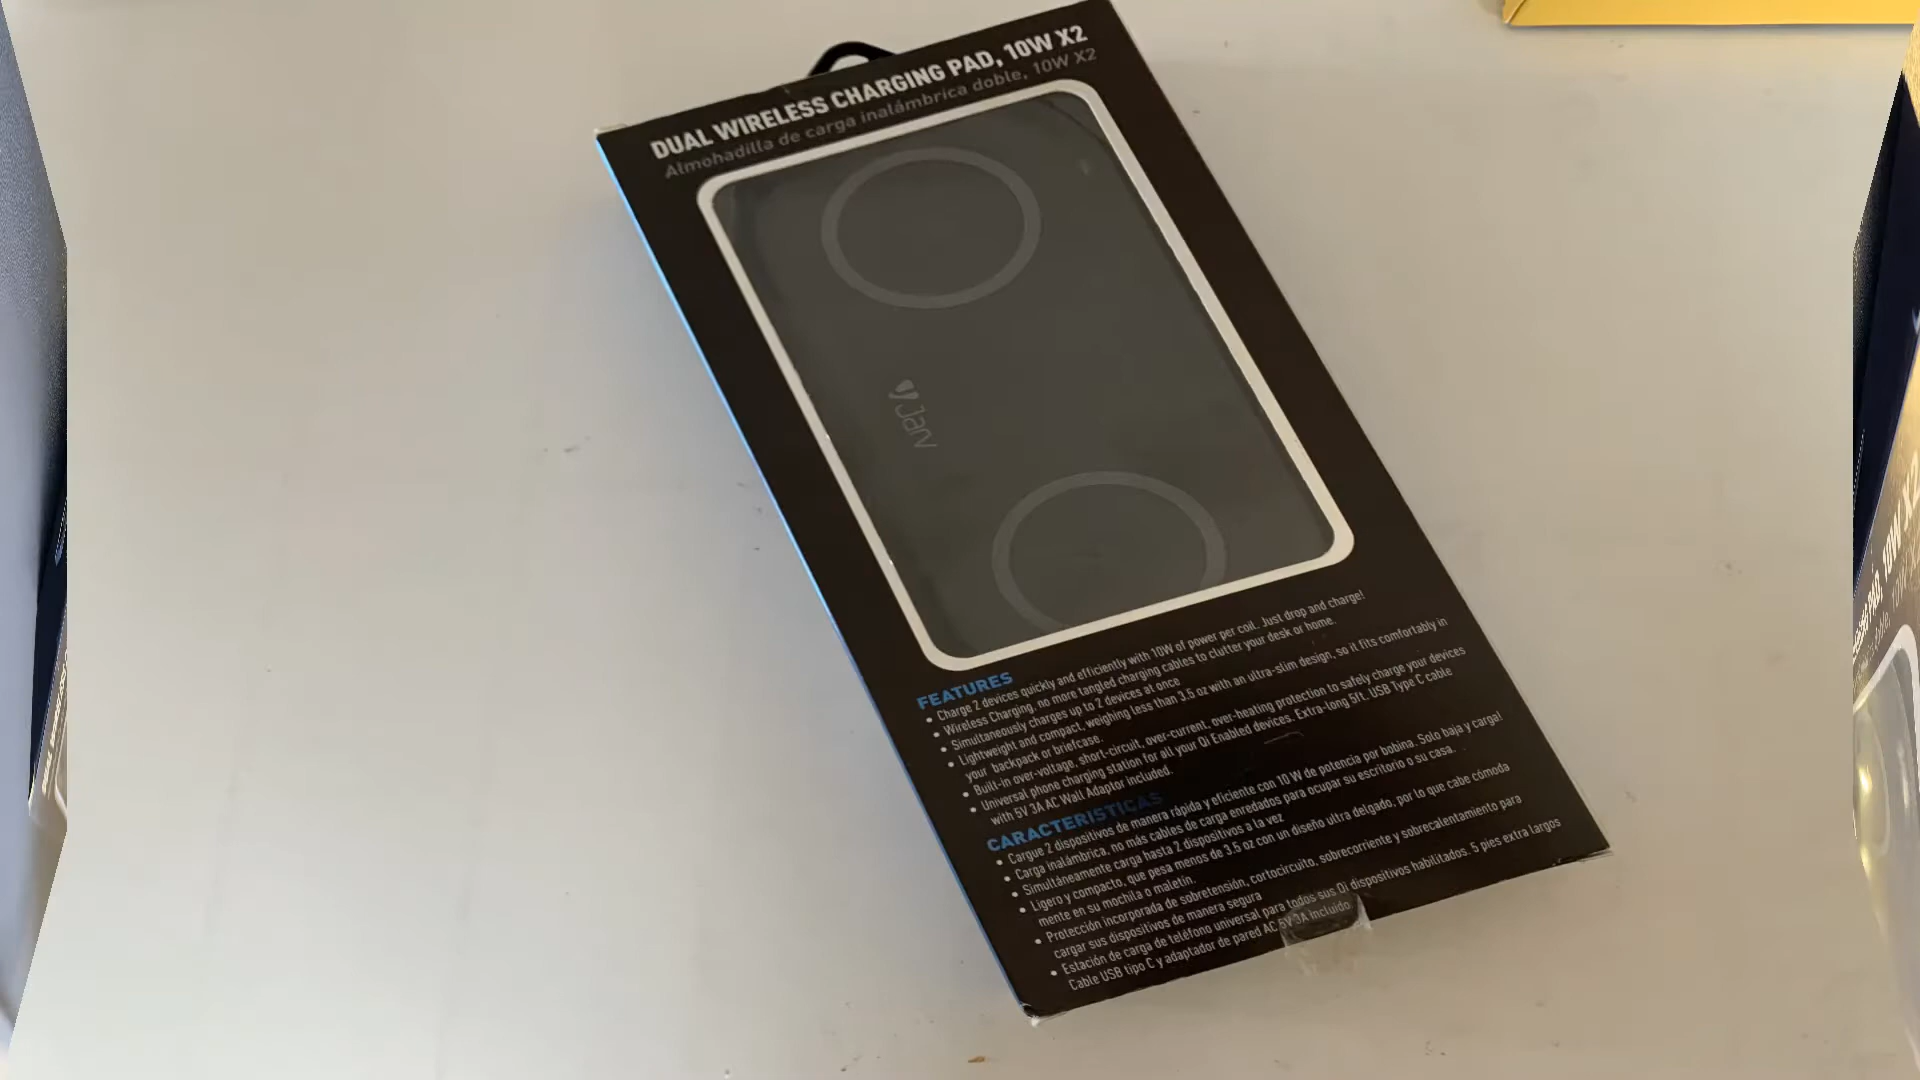 DUAL WIRELESS CHARGING PAD, 10W X2
Almohadilla de carga inalámbrica doble, 10W X2
Jarv
FEATURES
• Charge 2 devices quickly and efficiently with 10W of power per coil. Just drop and charge!
• Wireless Charging, no more tangled charging cables to clutter your desk or home.
• Simultaneously charges up to 2 devices at once
• Lightweight and compact, weighing less than 3.5 oz with an ultra-slim design, so it fits comfortably in
your backpack or briefcase.
• Built-in over-voltage, short-circuit, over-current, over-heating protection to safely charge your devices
• Universal phone charging station for all your Qi Enabled devices. Extra-long 5ft. USB Type C cable
with 5V 3A AC Wall Adaptor included.
CARACTERISTICAS
• Cargue 2 dispositivos de manera rápida y eficiente con 10 W de potencia por bobina. Solo baja y carga!
• Carga inalámbrica, no más cables de carga enredados para ocupar su escritorio o su casa.
• Simultáneamente carga hasta 2 dispositivos a la vez
• Ligero y compacto, que pesa menos de 3.5 oz con un diseño ultra delgado, por lo que cabe cómoda
mente en su mochila o maletín.
• Protección incorporada de sobretensión, cortocircuito, sobrecorriente y sobrecalentamiento para
cargar sus dispositivos de manera segura
• Estación de carga de teléfono universal para todos sus Qi dispositivos habilitados. 5 pies extra largos
Cable USB tipo C y adaptador de pared AC 5V 3A incluido
PAD, 10W X2